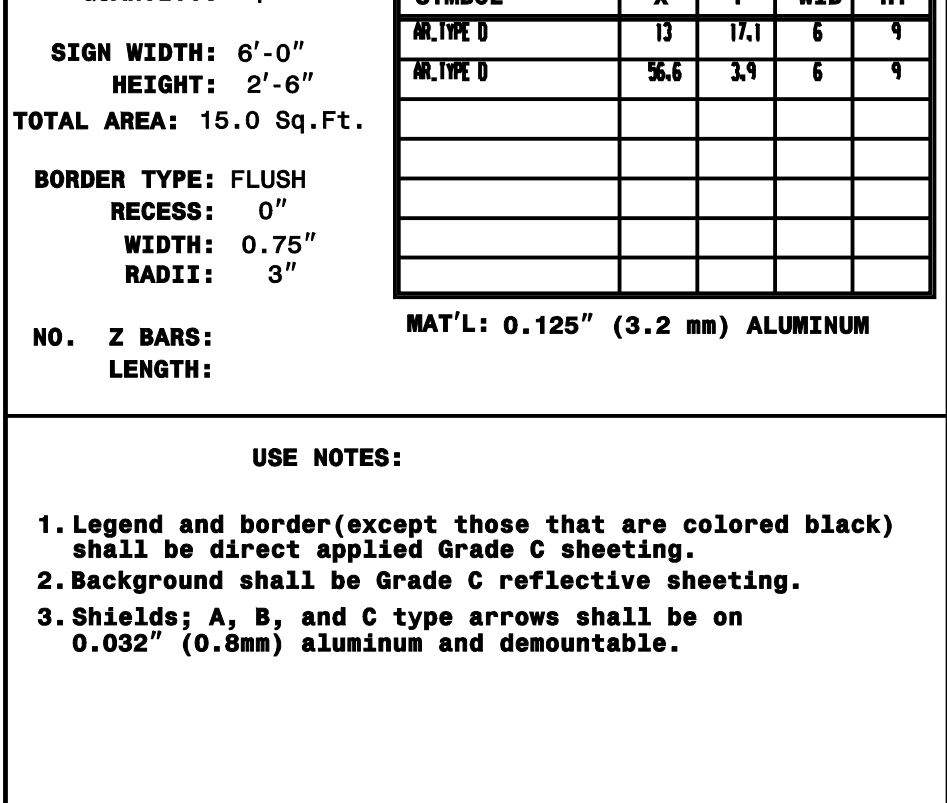 SIGN WIDTH: 6'-0"
HEIGHT: 2'-6"
TOTAL AREA: 15.0 Sq.Ft.
BORDER TYPE: FLUSH
RECESS: 0"
WIDTH: 0.75"
RADII: 3"
NO. Z BARS:
LENGTH:
SYMBOL X Y WID HT
AR_TYPE D 13 17.1 6 9
AR_TYPE D 56.6 3.9 6 9
MAT'L: 0.125" (3.2 mm) ALUMINUM
USE NOTES:
1. Legend and border(except those that are colored black)
shall be direct applied Grade C sheeting.
2. Background shall be Grade C reflective sheeting.
3. Shields; A, B, and C type arrows shall be on
0.032" (0.8mm) aluminum and demountable.